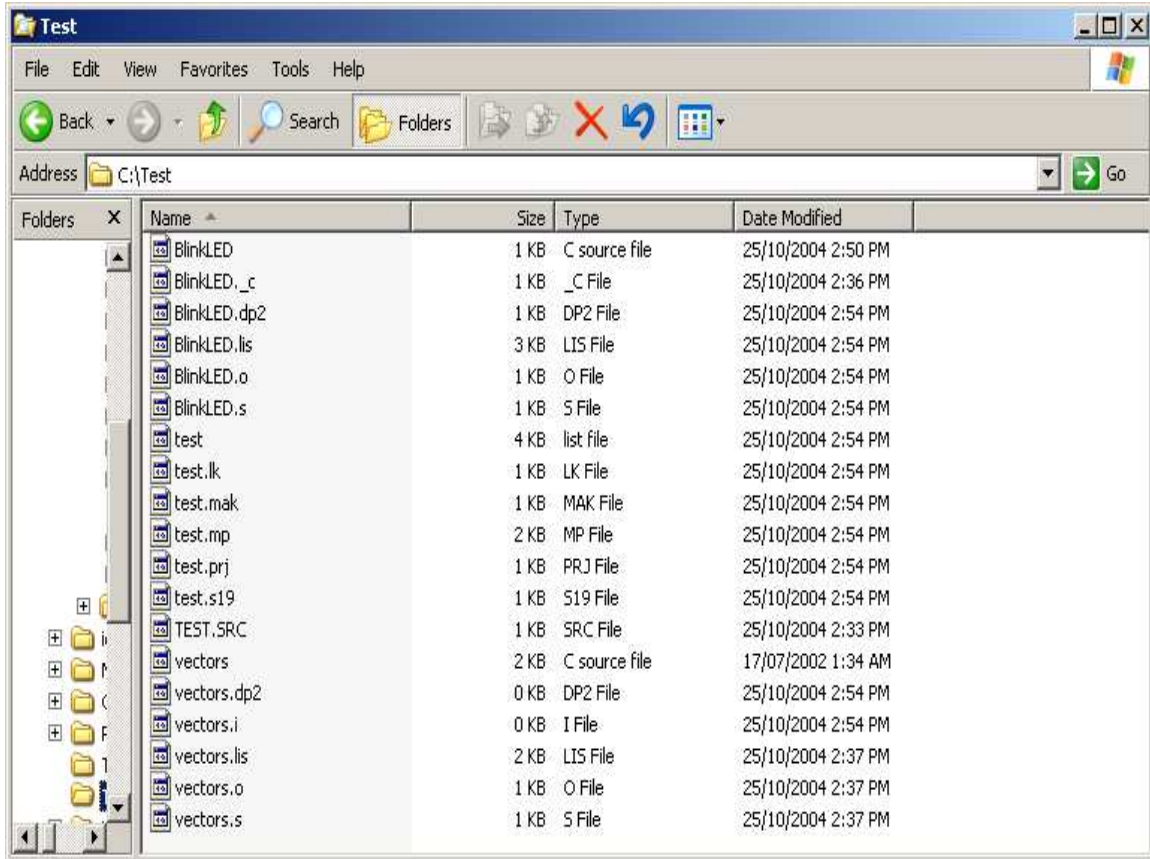 Test
File Edit View Favorites Tools Help
Back Search Folders
Address C:\Test Go
Folders X Name Size Type Date Modified
BlinkLED 1 KB C source file 25/10/2004 2:50 PM
BlinkLED._c 1 KB _C File 25/10/2004 2:36 PM
BlinkLED.dp2 1 KB DP2 File 25/10/2004 2:54 PM
BlinkLED.lis 3 KB LIS File 25/10/2004 2:54 PM
BlinkLED.o 1 KB O File 25/10/2004 2:54 PM
BlinkLED.s 1 KB S File 25/10/2004 2:54 PM
test 4 KB list file 25/10/2004 2:54 PM
test.lk 1 KB LK File 25/10/2004 2:54 PM
test.mak 1 KB MAK File 25/10/2004 2:54 PM
test.mp 2 KB MP File 25/10/2004 2:54 PM
test.prj 1 KB PRJ File 25/10/2004 2:54 PM
test.s19 1 KB S19 File 25/10/2004 2:54 PM
TEST.SRC 1 KB SRC File 25/10/2004 2:33 PM
vectors 2 KB C source file 17/07/2002 1:34 AM
vectors.dp2 0 KB DP2 File 25/10/2004 2:54 PM
vectors.i 0 KB I File 25/10/2004 2:54 PM
vectors.lis 2 KB LIS File 25/10/2004 2:37 PM
vectors.o 1 KB O File 25/10/2004 2:37 PM
vectors.s 1 KB S File 25/10/2004 2:37 PM